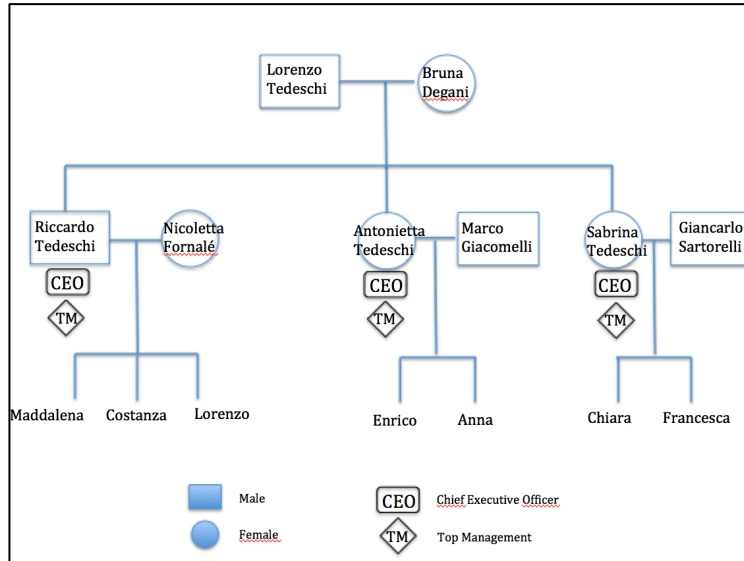 Lorenzo
Tedeschi
Bruna
Degani
Riccardo
Tedeschi
Nicoletta
Fornalé
Antonietta
Tedeschi
Marco
Giacomelli
Sabrina
Tedeschi
Giancarlo
Sartorelli
CEO
CEO
CEO
TM
TM
TM
Maddalena
Costanza
Lorenzo
Enrico
Anna
Chiara
Francesca
Male
CEO
Chief Executive Officer
Female
TM
Top Management